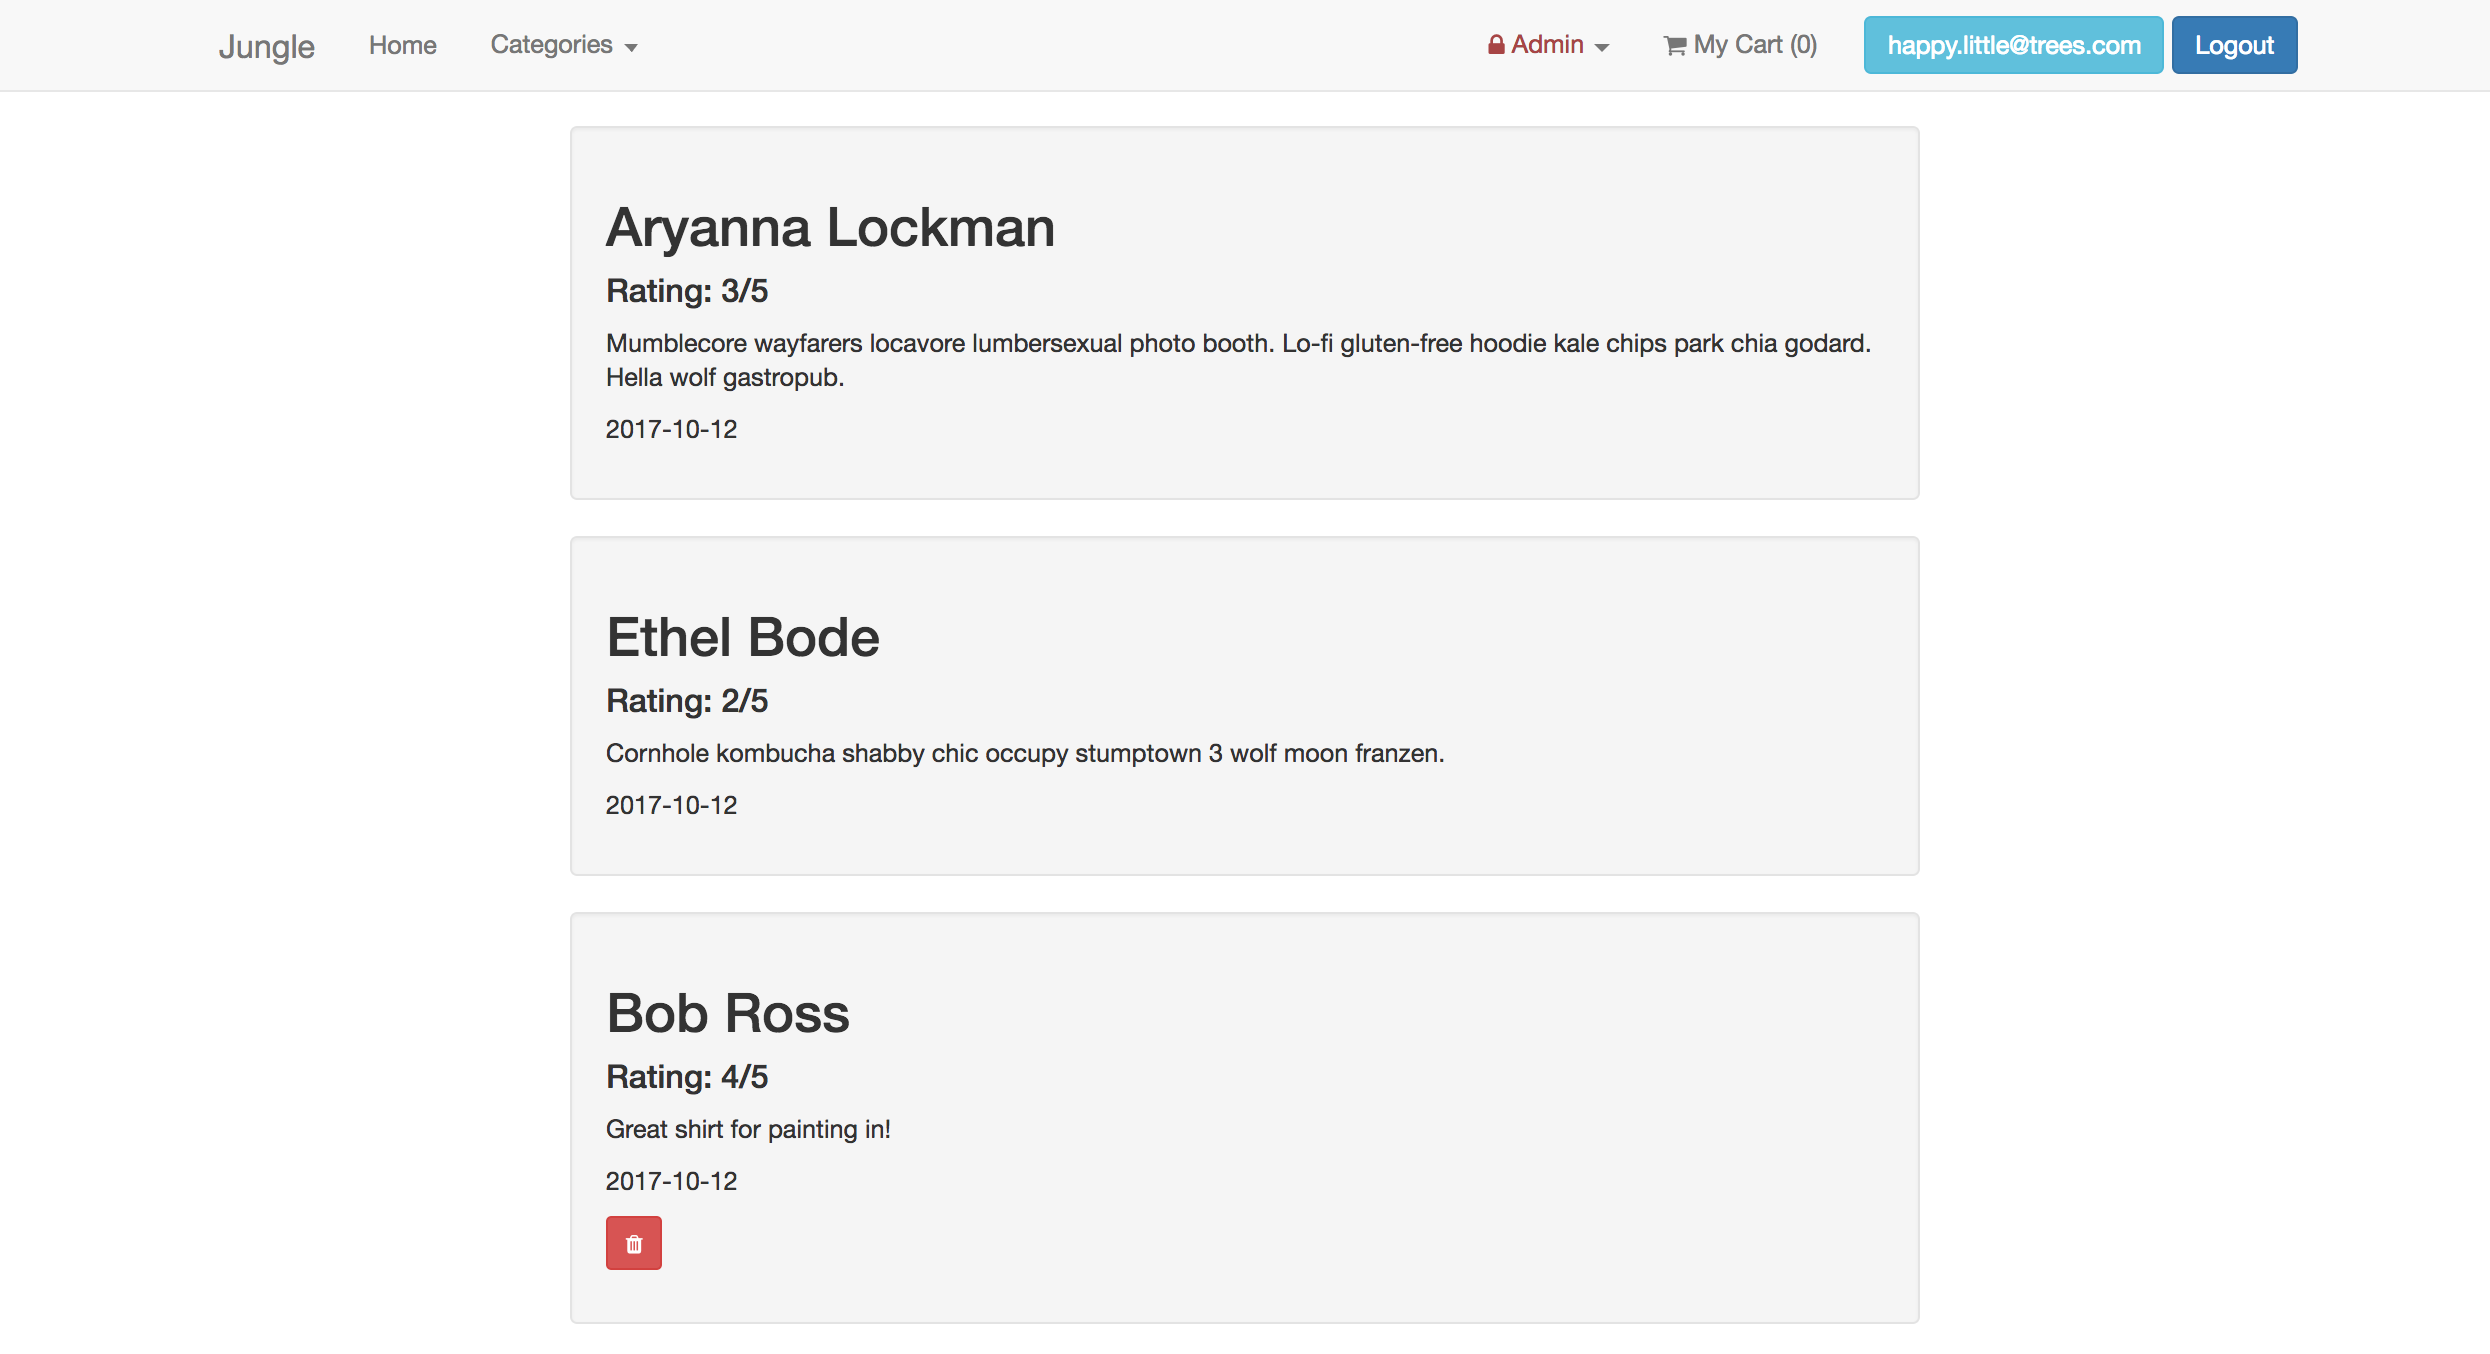 Jungle Home Categories Admin My Cart (0) happy.little@trees.com Logout
Aryanna Lockman
Rating: 3/5
Mumblecore wayfarers locavore lumbersexual photo booth. Lo-fi gluten-free hoodie kale chips park chia godard.
Hella wolf gastropub.
2017-10-12
Ethel Bode
Rating: 2/5
Cornhole kombucha shabby chic occupy stumptown 3 wolf moon franzen.
2017-10-12
Bob Ross
Rating: 4/5
Great shirt for painting in!
2017-10-12